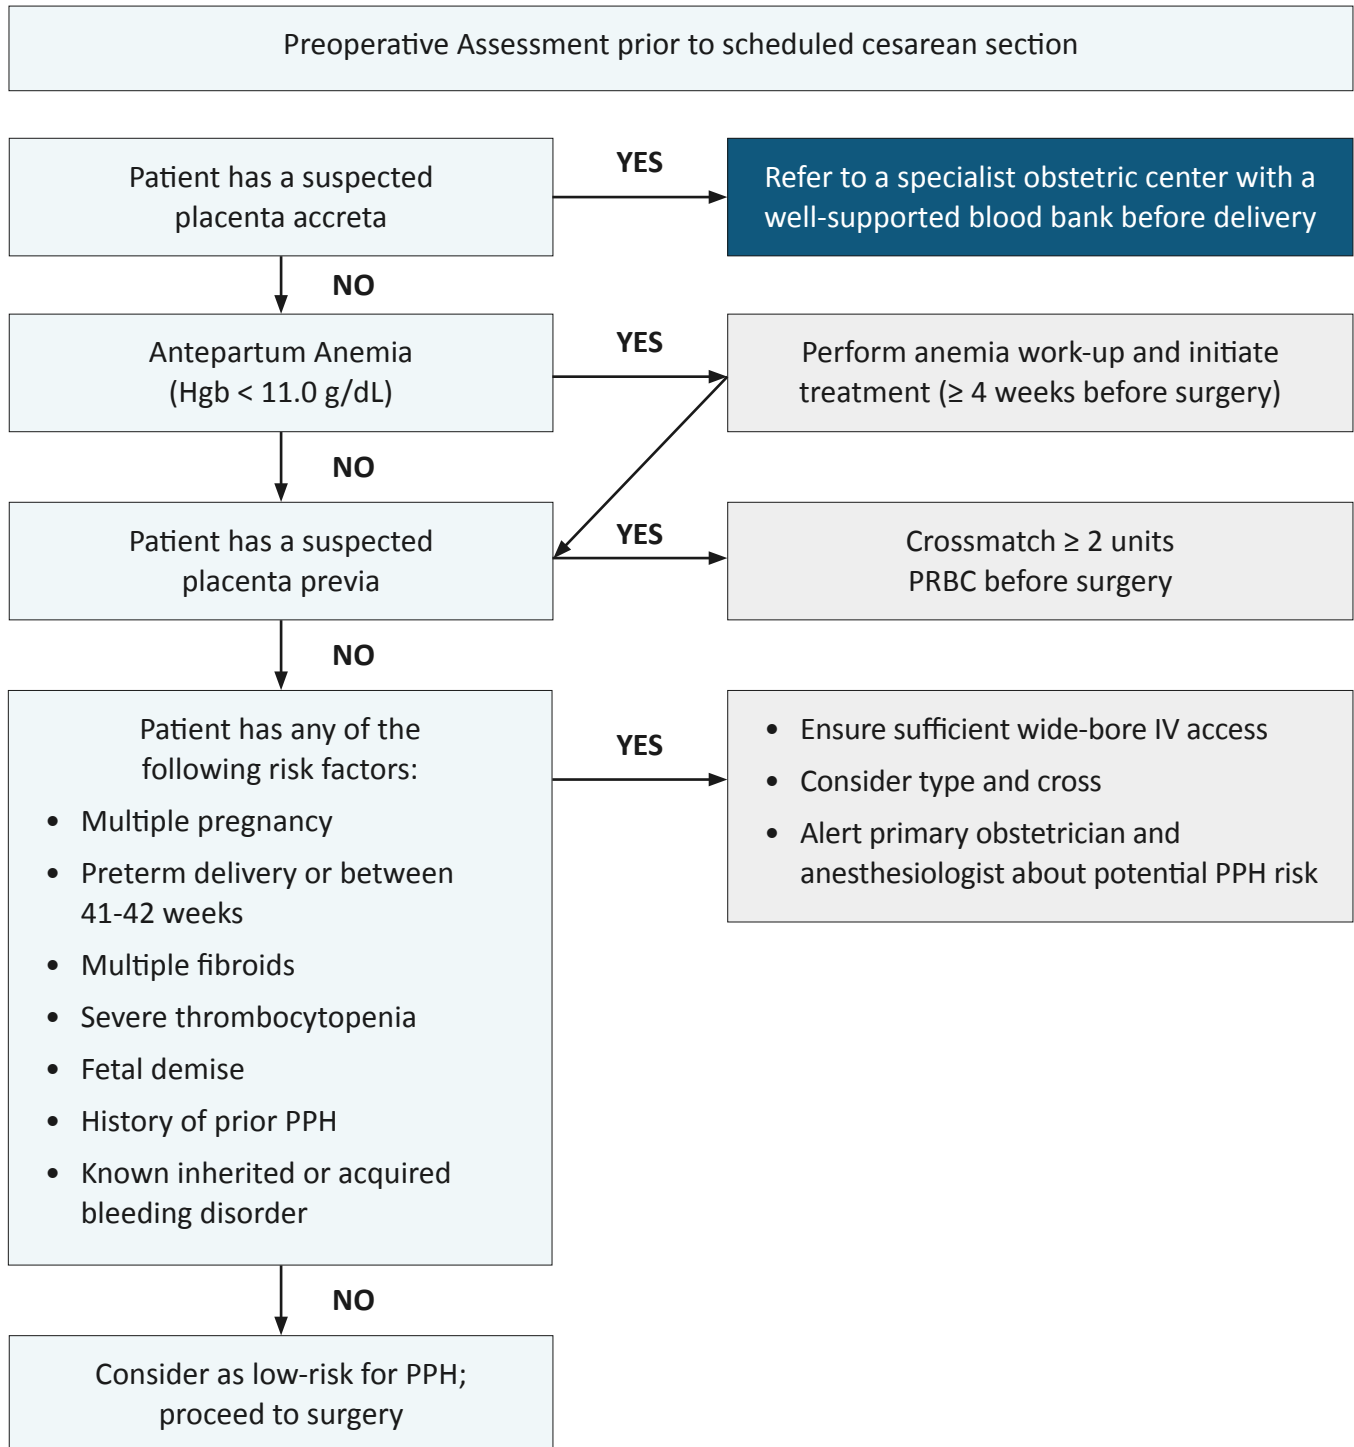 Preoperative Assessment prior to scheduled cesarean section
Patient has a suspected
placenta accreta
YES
Refer to a specialist obstetric center with a
well-supported blood bank before delivery
NO
Antepartum Anemia
(Hgb < 11.0 g/dL)
YES
Perform anemia work-up and initiate
treatment (≥ 4 weeks before surgery)
NO
Patient has a suspected
placenta previa
YES
Crossmatch ≥ 2 units
PRBC before surgery
NO
Patient has any of the
following risk factors:
• Multiple pregnancy
• Preterm delivery or between
41-42 weeks
• Multiple fibroids
• Severe thrombocytopenia
• Fetal demise
• History of prior PPH
• Known inherited or acquired
bleeding disorder
YES
• Ensure sufficient wide-bore IV access
• Consider type and cross
• Alert primary obstetrician and
anesthesiologist about potential PPH risk
NO
Consider as low-risk for PPH;
proceed to surgery